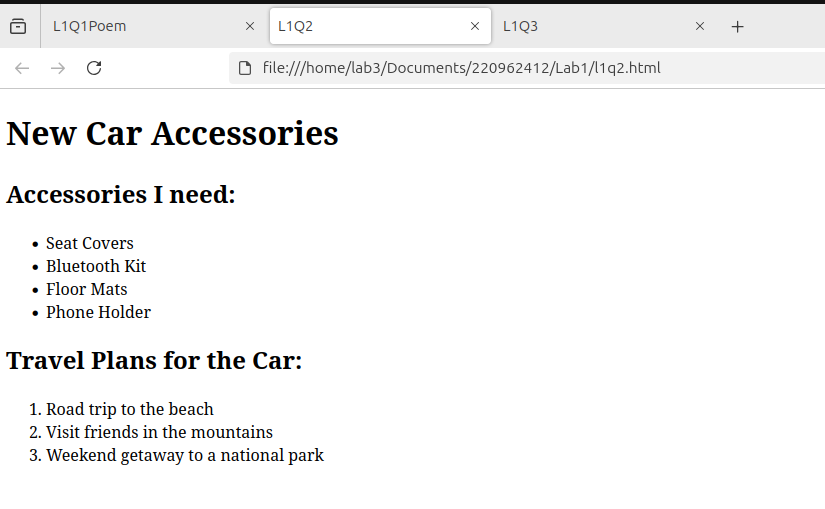 L1Q1Poem
L1Q2
L1Q3
file:///home/lab3/Documents/220962412/Lab1/l1q2.html
New Car Accessories
Accessories I need:
• Seat Covers
• Bluetooth Kit
• Floor Mats
• Phone Holder
Travel Plans for the Car:
1. Road trip to the beach
2. Visit friends in the mountains
3. Weekend getaway to a national park